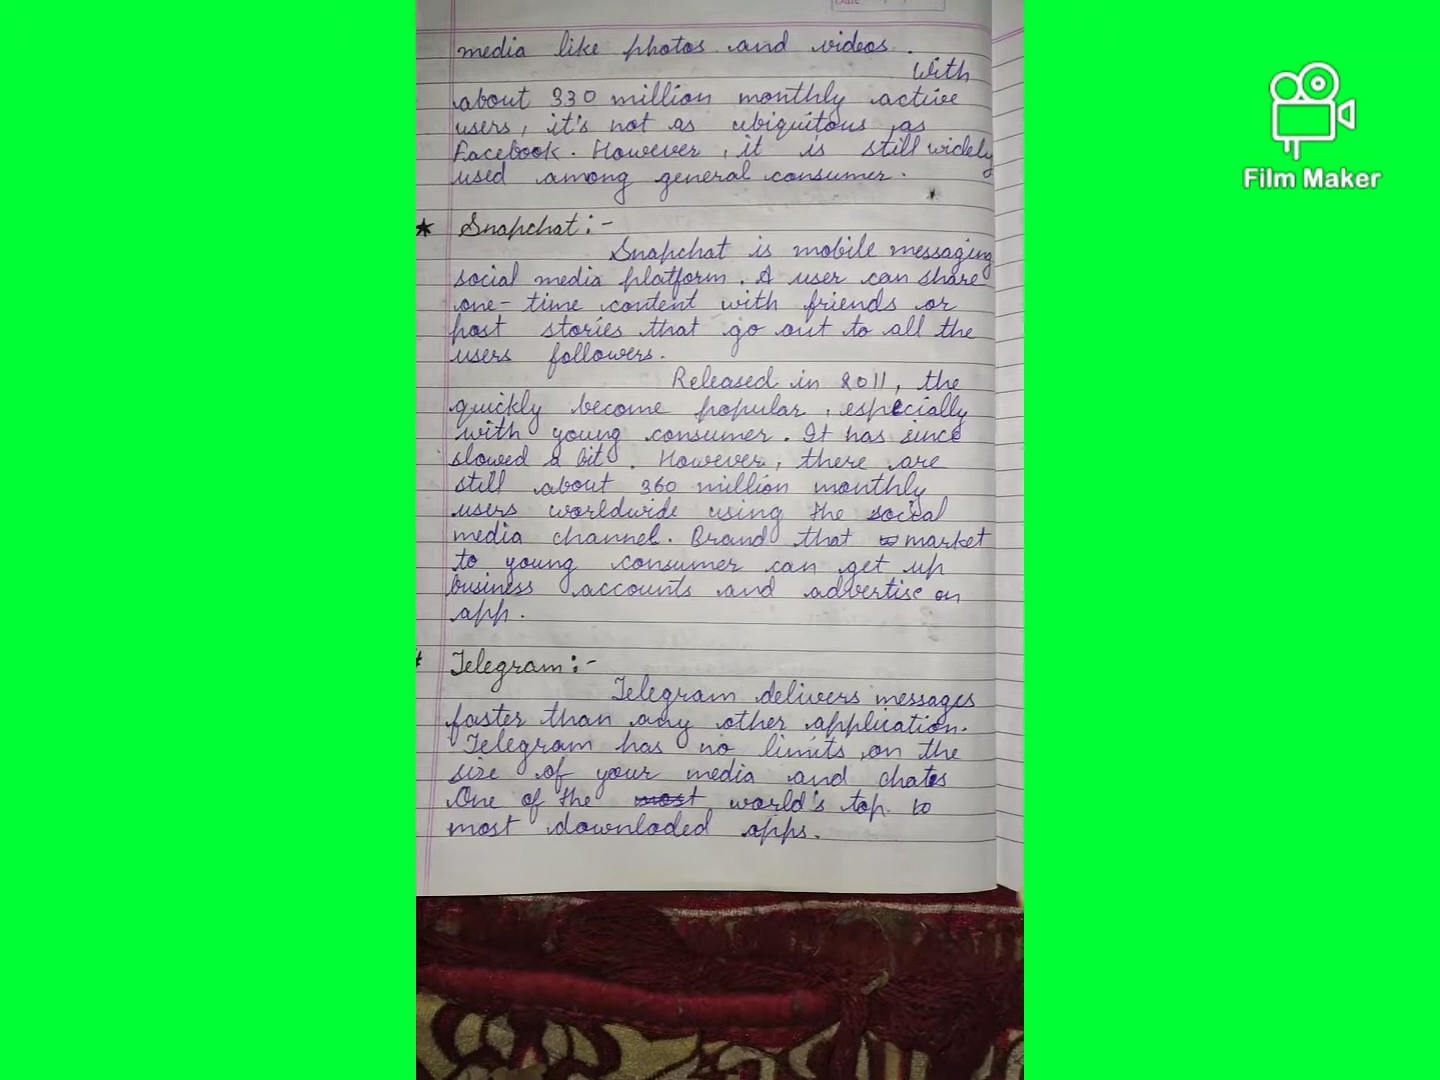 Date
media like photos and videos.
With
about 330 million monthly active
users, it's not as ubiquitous as
Facebook. However, it is still widely
used among general consumer.
★ Snapchat:-
Snapchat is mobile messaging
social media platform. A user can share
one-time content with friends or
post stories that go out to all the
users followers.
Released in 2011, the
quickly become popular, especially
with young consumer. It has since
slowed a bit. However, there are
still about 360 million monthly
users worldwide using the social
media channel. Brand that market
to young consumer can get up
business accounts and advertise on
app.
Telegram:-
Telegram delivers messages
faster than any other application.
Telegram has no limits on the
size of your media and chats
One of the most world's top 10
most downloded apps.
Film Maker